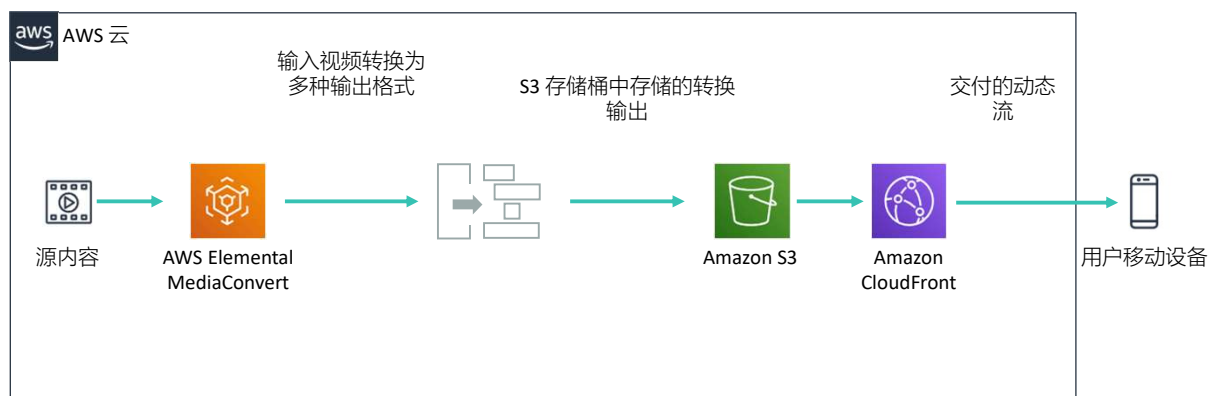 aws
AWS 云
输入视频转换为
多种输出格式
S3 存储桶中存储的转换
输出
交付的动态
流
源内容
AWS Elemental
MediaConvert
Amazon S3
Amazon
CloudFront
用户移动设备